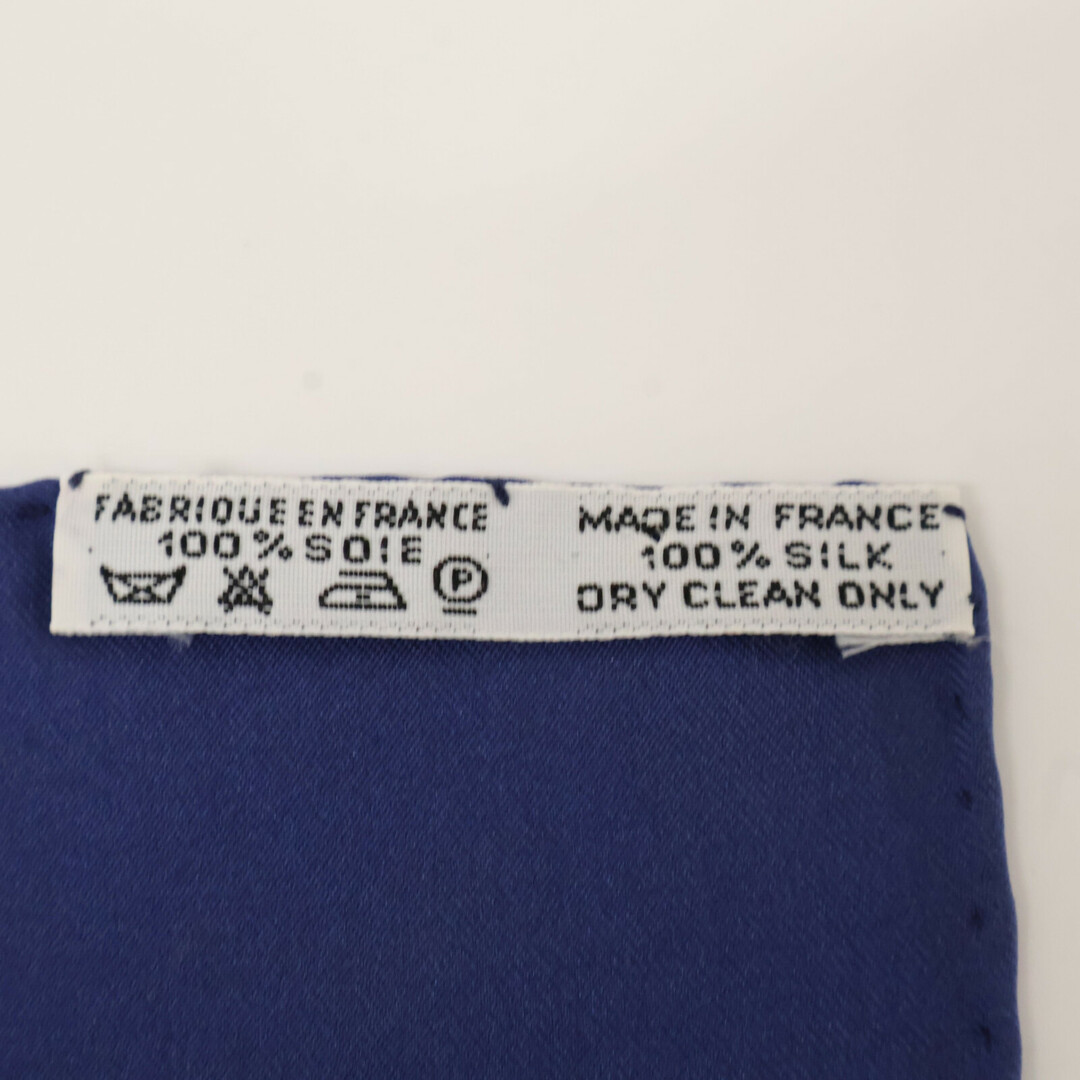 FABRIQUE EN FRANCE
100% SOIE
P
MADE IN FRANCE
100% SILK
DRY CLEAN ONLY